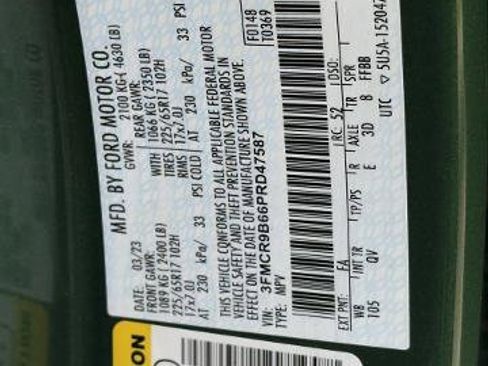 MFD. BY FORD MOTOR CO.
DATE: 03/23 GVWR: 2100 KG ( 4630 LB)
FRONT GAWR: REAR GAWR:
1089 KG ( 2400 LB) WITH 1066 KG ( 2350 LB)
225/65R17 102H TIRES 225/65R17 102H
17x7.0J RIMS 17x7.0J
AT 230 kPa/ 33 PSI COLD AT 230 kPa/ 33 PSI
THIS VEHICLE CONFORMS TO ALL APPLICABLE FEDERAL MOTOR
VEHICLE SAFETY AND THEFT PREVENTION STANDARDS IN
EFFECT ON THE DATE OF MANUFACTURE SHOWN ABOVE.
VIN: 3FMCR9B66PRD47587
TYPE: MPV
F0148
T0369
EXT PNT: FA RC: 52 DSO:
WB INT TR TP/PS R AXLE TR SPR
105 QV E 3D 8 FFBB
UTC
5U5A-152047
ON